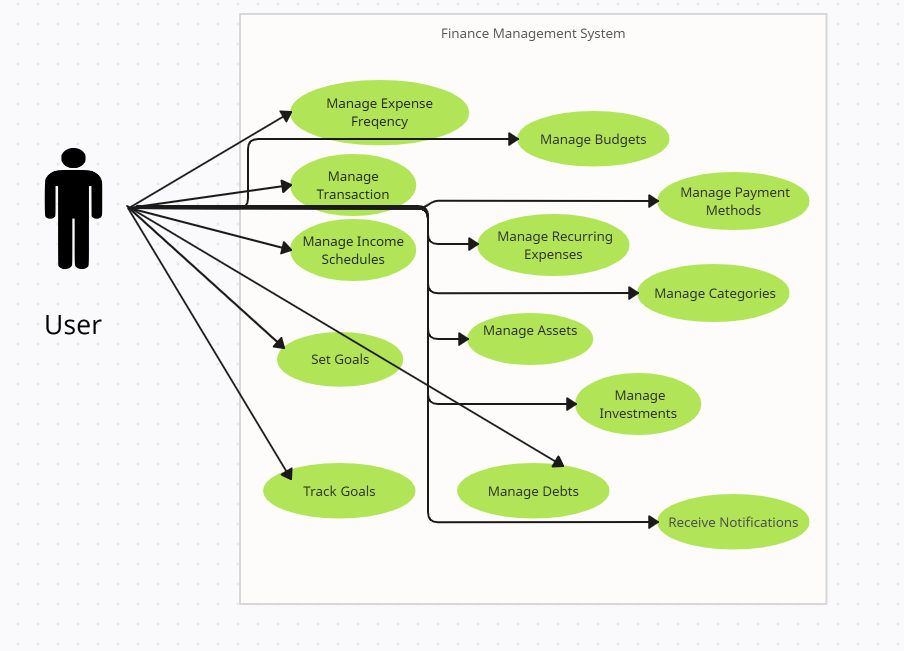 Finance Management System
Manage Expense
Freqency
Manage Budgets
Manage
Transaction
Manage Payment
Methods
Manage Income
Schedules
Manage Recurring
Expenses
Manage Categories
User
Manage Assets
Set Goals
Manage
Investments
Track Goals
Manage Debts
Receive Notifications